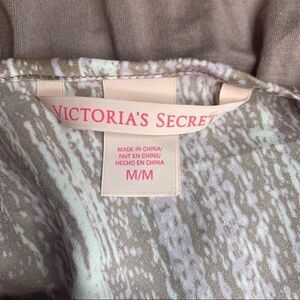 VICTORIA'S SECRET
MADE IN CHINA/
FAIT EN CHINE/
HECHO EN CHINA
M/M